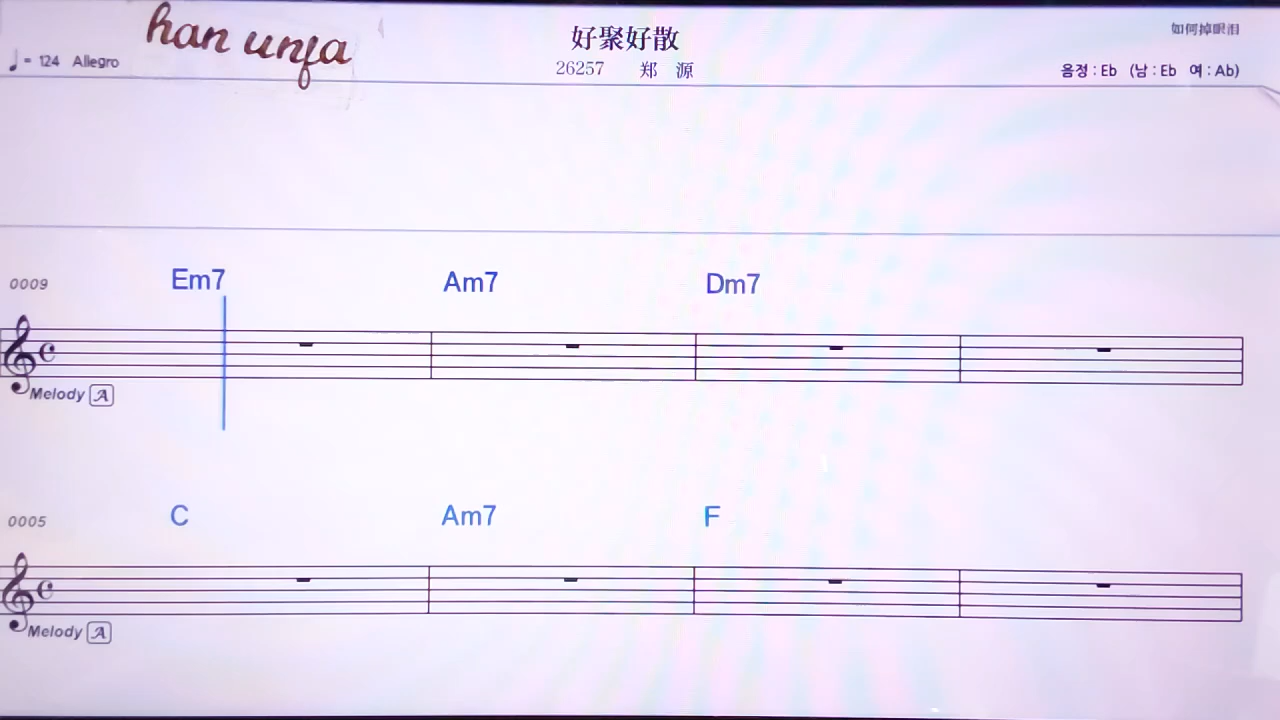 han unfa
好聚好散
如何掉眼泪
♩= 124 Allegro
26257 郑 源
음정 : Eb (남 : Eb 여 : Ab)
0009 Em7 Am7 Dm7
Melody A
0005 C Am7 F
Melody A